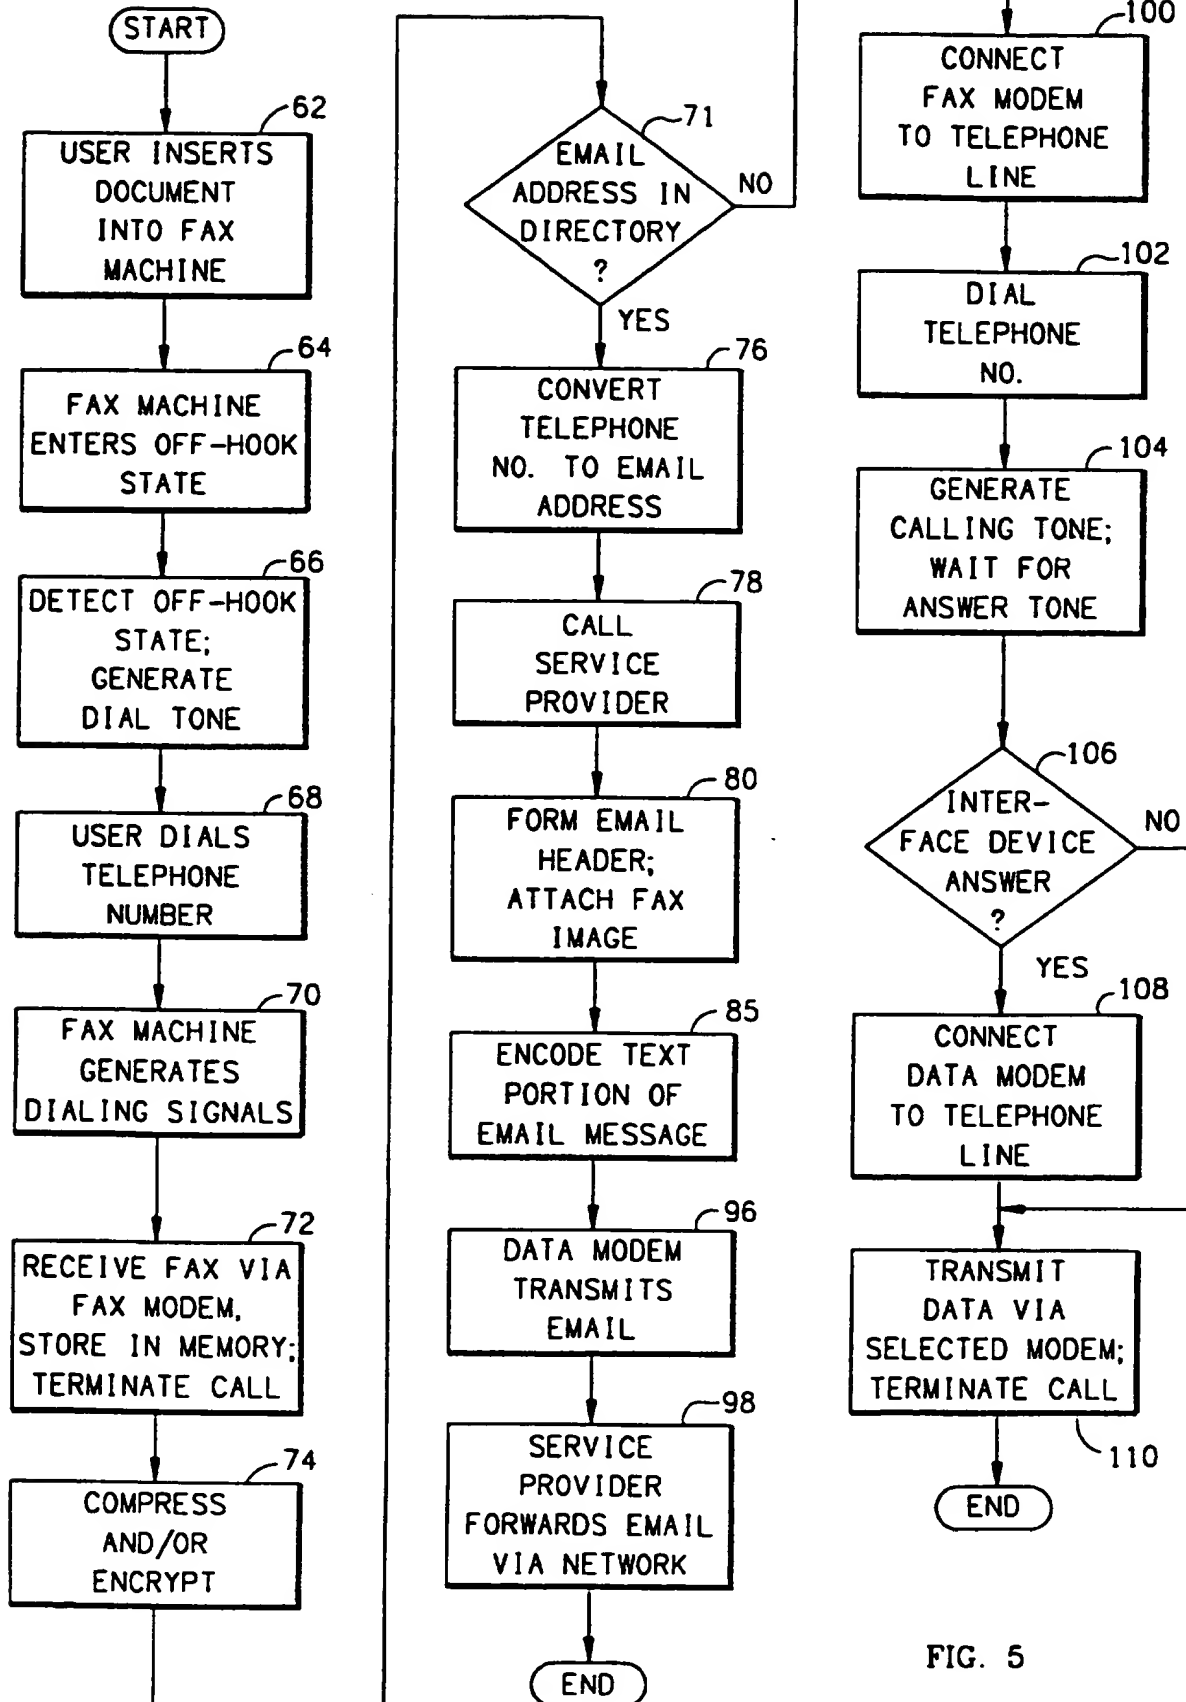 START
62
USER INSERTS
DOCUMENT
INTO FAX
MACHINE
64
FAX MACHINE
ENTERS OFF-HOOK
STATE
66
DETECT OFF-HOOK
STATE;
GENERATE
DIAL TONE
68
USER DIALS
TELEPHONE
NUMBER
70
FAX MACHINE
GENERATES
DIALING SIGNALS
72
RECEIVE FAX VIA
FAX MODEM,
STORE IN MEMORY;
TERMINATE CALL
74
COMPRESS
AND/OR
ENCRYPT
71
EMAIL
ADDRESS IN
DIRECTORY
?
NO
YES
76
CONVERT
TELEPHONE
NO. TO EMAIL
ADDRESS
78
CALL
SERVICE
PROVIDER
80
FORM EMAIL
HEADER;
ATTACH FAX
IMAGE
85
ENCODE TEXT
PORTION OF
EMAIL MESSAGE
96
DATA MODEM
TRANSMITS
EMAIL
98
SERVICE
PROVIDER
FORWARDS EMAIL
VIA NETWORK
END
100
CONNECT
FAX MODEM
TO TELEPHONE
LINE
102
DIAL
TELEPHONE
NO.
104
GENERATE
CALLING TONE;
WAIT FOR
ANSWER TONE
106
INTER-
FACE DEVICE
ANSWER
?
NO
YES
108
CONNECT
DATA MODEM
TO TELEPHONE
LINE
TRANSMIT
DATA VIA
SELECTED MODEM;
TERMINATE CALL
110
END
FIG. 5